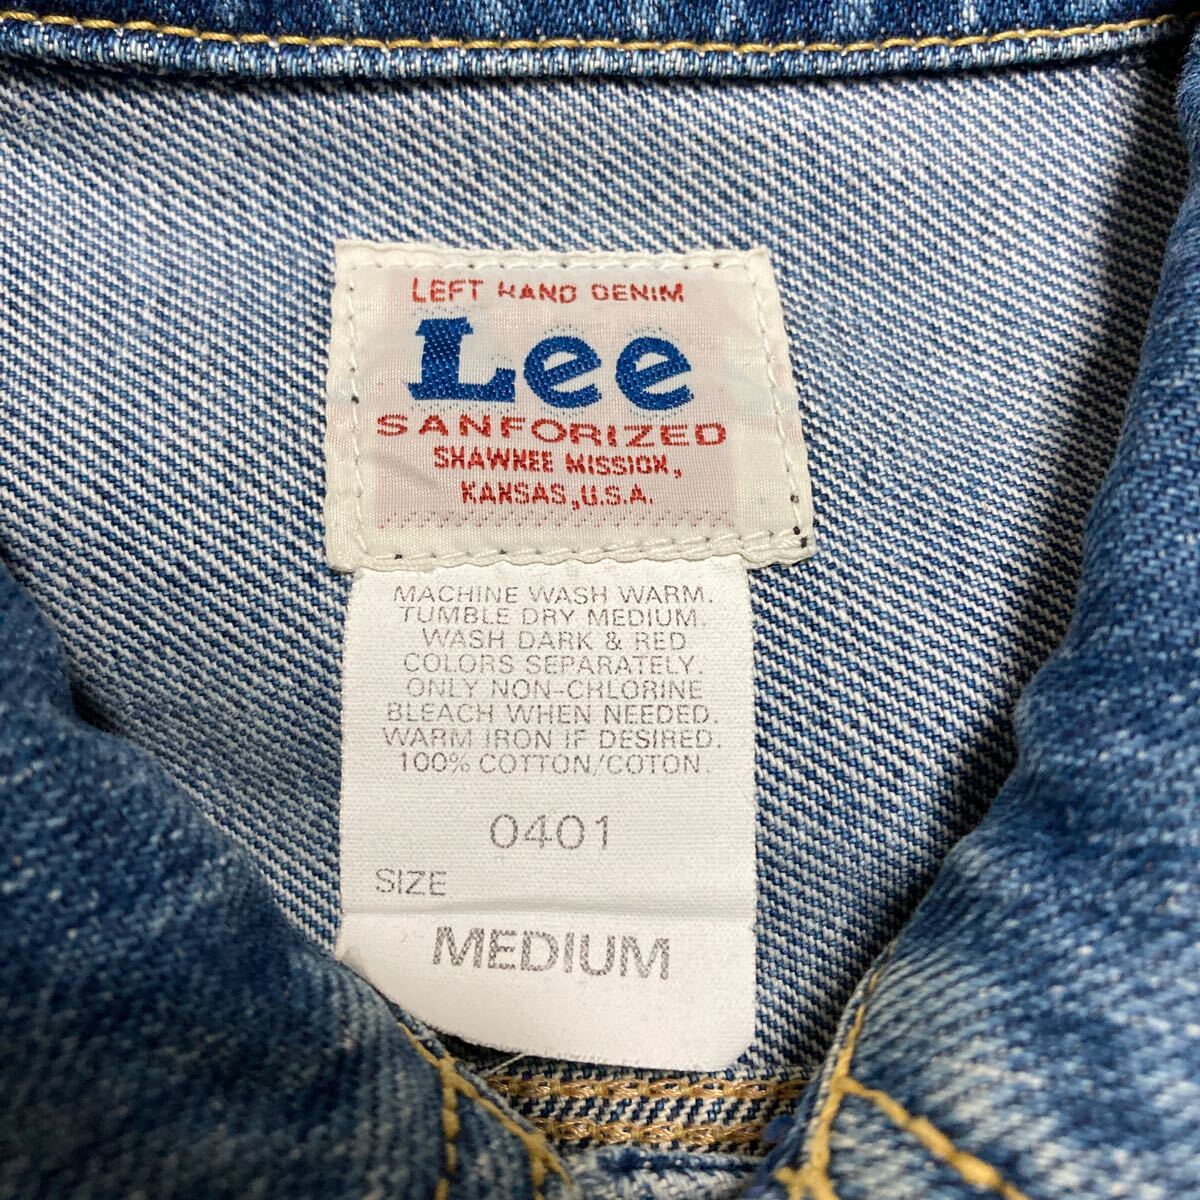 LEFT HAND DENIM
Lee
SANFORIZED
SHAWNEE MISSION,
KANSAS, U.S.A.
MACHINE WASH WARM.
TUMBLE DRY MEDIUM.
WASH DARK & RED
COLORS SEPARATELY.
ONLY NON-CHLORINE
BLEACH WHEN NEEDED.
WARM IRON IF DESIRED.
100% COTTON/COTON.
0401
SIZE
MEDIUM